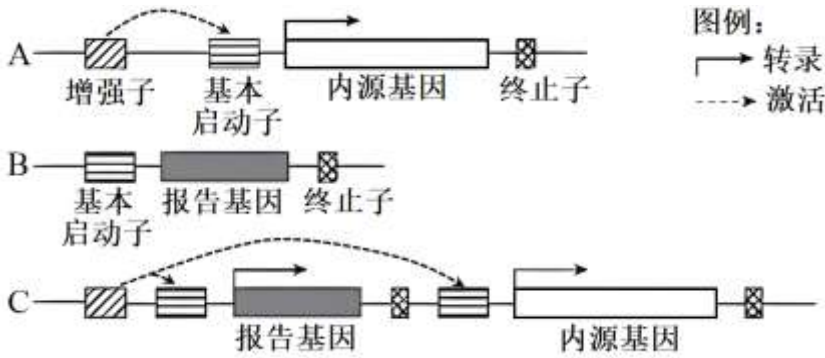 图例：
A
转录
增强子 基本 内源基因 终止子
启动子
激活
B
基本 报告基因 终止子
启动子
C
报告基因 内源基因